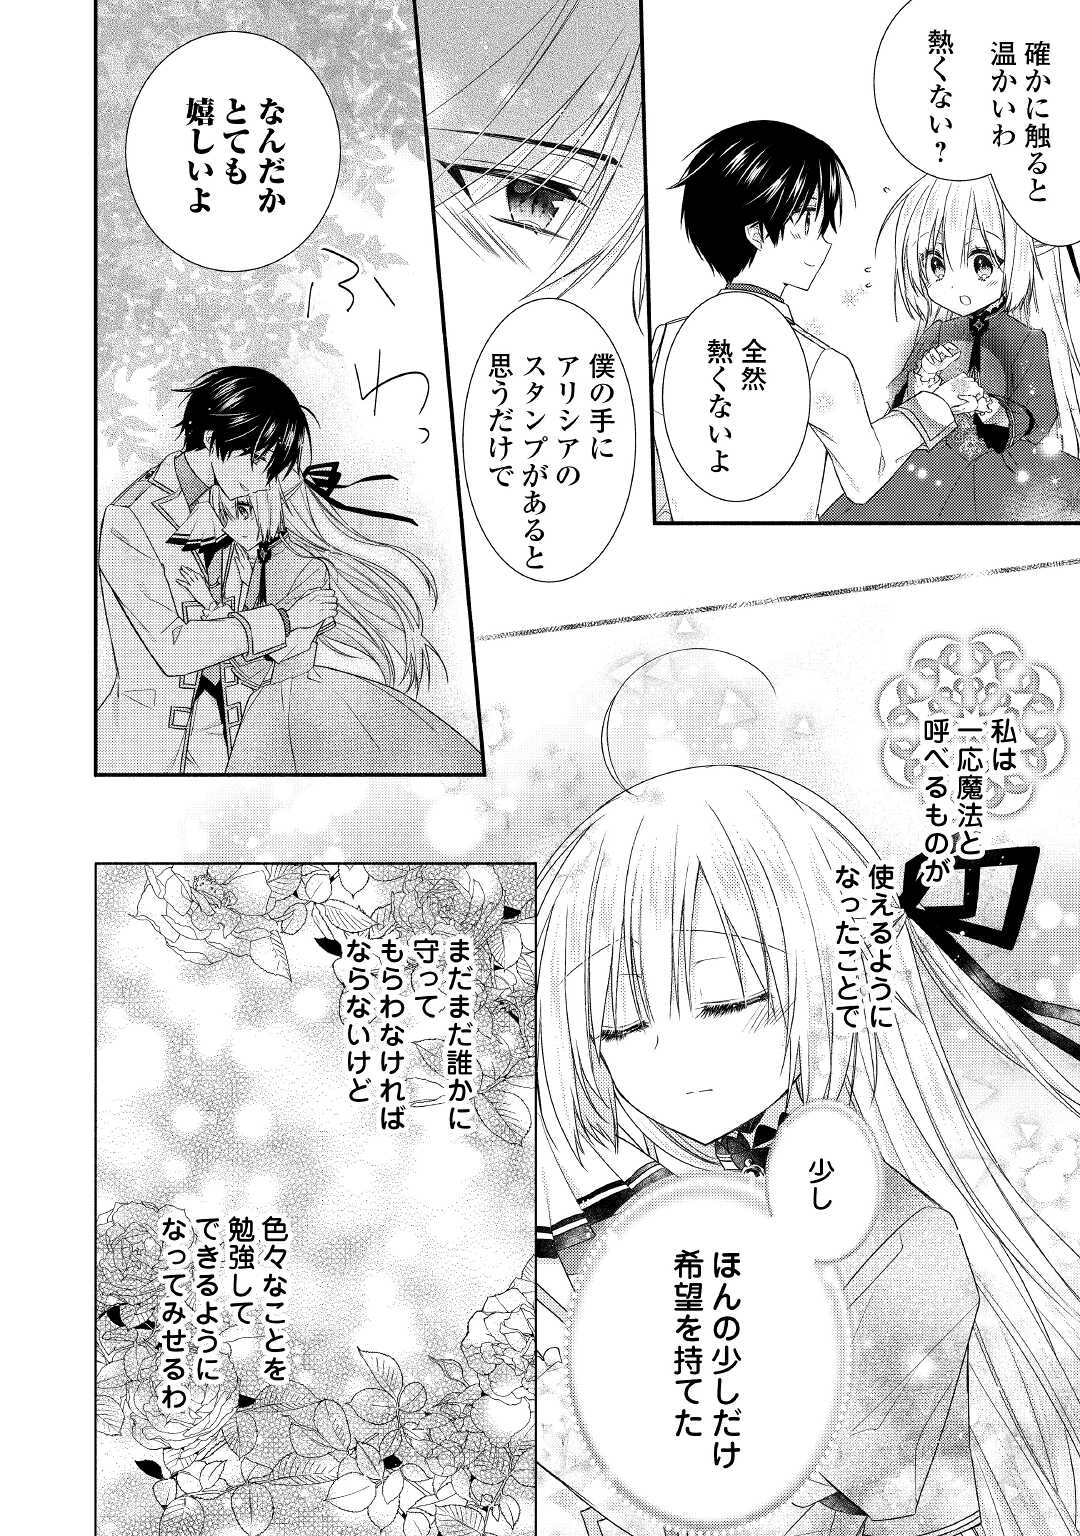 確かに触ると
温かいわ
熱くない?
全然
熱くないよ
僕の手に
アリシアの
スタンプがあると
思うだけで
なんだか
とても
嬉しいよ
ふわ
私は
一応魔法と
呼べるものが
使えるように
なったことで
少し
ほんの少しだけ
希望を持てた
まだまだ誰かに
守って
もらわなければ
ならないけど
色々なことを
勉強して
できるように
なってみせるわ